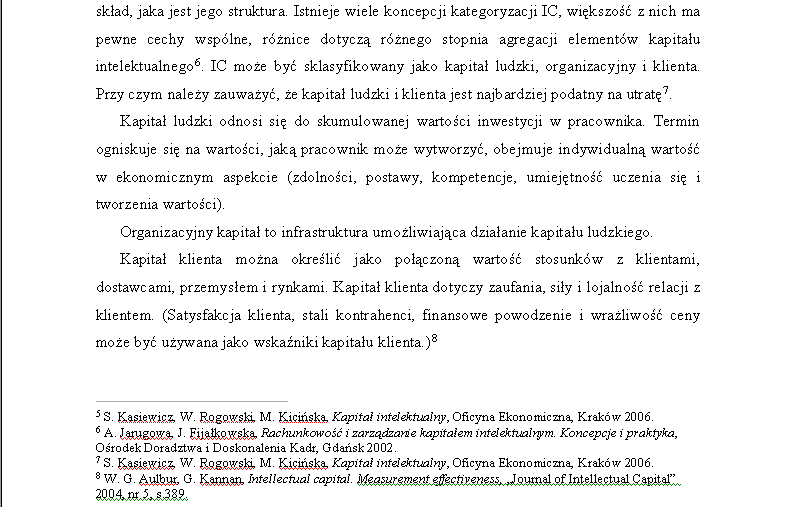 skład, jaka jest jego struktura. Istnieje wiele koncepcji kategoryzacji IC, większość z nich ma
pewne cechy wspólne, różnice dotyczą różnego stopnia agregacji elementów kapitału
intelektualnego6. IC może być sklasyfikowany jako kapitał ludzki, organizacyjny i klienta.
Przy czym należy zauważyć, że kapitał ludzki i klienta jest najbardziej podatny na utratę7.
Kapitał ludzki odnosi się do skumulowanej wartości inwestycji w pracownika. Termin
ogniskuje się na wartości, jaką pracownik może wytworzyć, obejmuje indywidualną wartość
w ekonomicznym aspekcie (zdolności, postawy, kompetencje, umiejętność uczenia się i
tworzenia wartości).
Organizacyjny kapitał to infrastruktura umożliwiająca działanie kapitału ludzkiego.
Kapitał klienta można określić jako połączoną wartość stosunków z klientami,
dostawcami, przemysłem i rynkami. Kapitał klienta dotyczy zaufania, siły i lojalność relacji z
klientem. (Satysfakcja klienta, stali kontrahenci, finansowe powodzenie i wrażliwość ceny
może być używana jako wskaźniki kapitału klienta.)8
5 S. Kasiewicz, W. Rogowski, M. Kicińska, Kapitał intelektualny, Oficyna Ekonomiczna, Kraków 2006.
6 A. Jarugowa, J. Fijałkowska, Rachunkowość i zarządzanie kapitałem intelektualnym. Koncepcje i praktyka,
Ośrodek Doradztwa i Doskonalenia Kadr, Gdańsk 2002.
7 S. Kasiewicz, W. Rogowski, M. Kicińska, Kapitał intelektualny, Oficyna Ekonomiczna, Kraków 2006.
8 W. G. Aulbur, G. Kannan, Intellectual capital. Measurement effectiveness, „Journal of Intellectual Capital”
2004, nr 5, s.389.